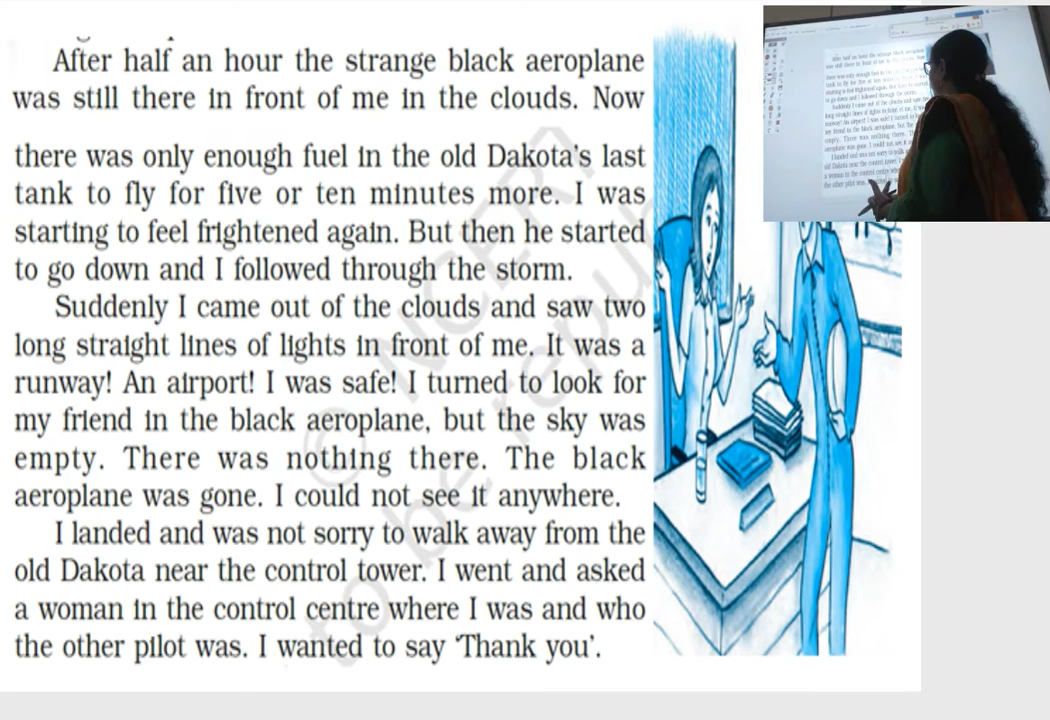 After half an hour the strange black aeroplane
was still there in front of me in the clouds. Now
there was only enough fuel in the old Dakota's last
tank to fly for five or ten minutes more. I was
starting to feel frightened again. But then he started
to go down and I followed through the storm.
Suddenly I came out of the clouds and saw two
long straight lines of lights in front of me. It was a
runway! An airport! I was safe! I turned to look for
my friend in the black aeroplane, but the sky was
empty. There was nothing there. The black
aeroplane was gone. I could not see it anywhere.
I landed and was not sorry to walk away from the
old Dakota near the control tower. I went and asked
a woman in the control centre where I was and who
the other pilot was. I wanted to say ‘Thank you’.
© NCERT
to be repub